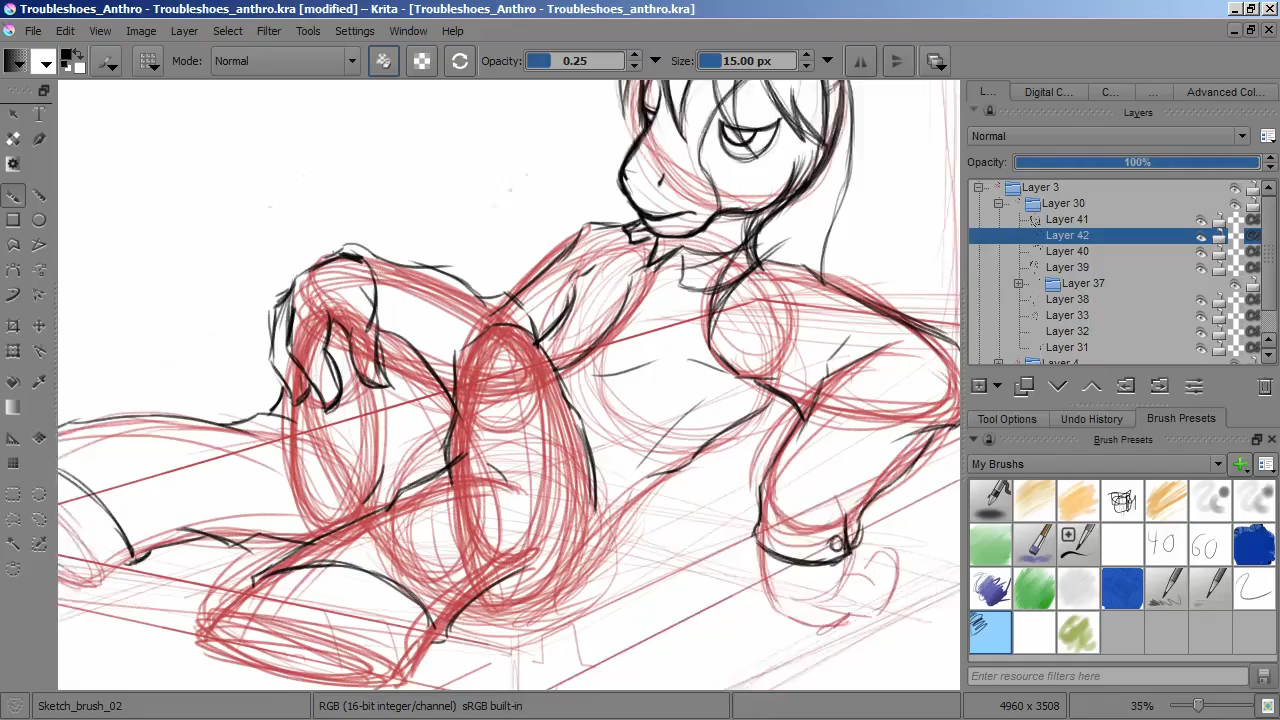 Troubleshoes_Anthro - Troubleshoes_anthro.kra [modified] – Krita - [Troubleshoes_Anthro - Troubleshoes_anthro.kra]
File Edit View Image Layer Select Filter Tools Settings Window Help
Mode: Normal Opacity: 0.25 Size: 15.00 px
L... Digital C... C... ... Advanced Col...
Layers
Normal
Opacity: 100%
Layer 3
Layer 30
Layer 41
Layer 42
Layer 40
Layer 39
Layer 37
Layer 38
Layer 33
Layer 32
Layer 31
Tool Options Undo History Brush Presets
Brush Presets
My Brushes
40 60
Enter resource filters here
Sketch_brush_02 RGB (16-bit integer/channel) sRGB built-in 4960 x 3508 35%